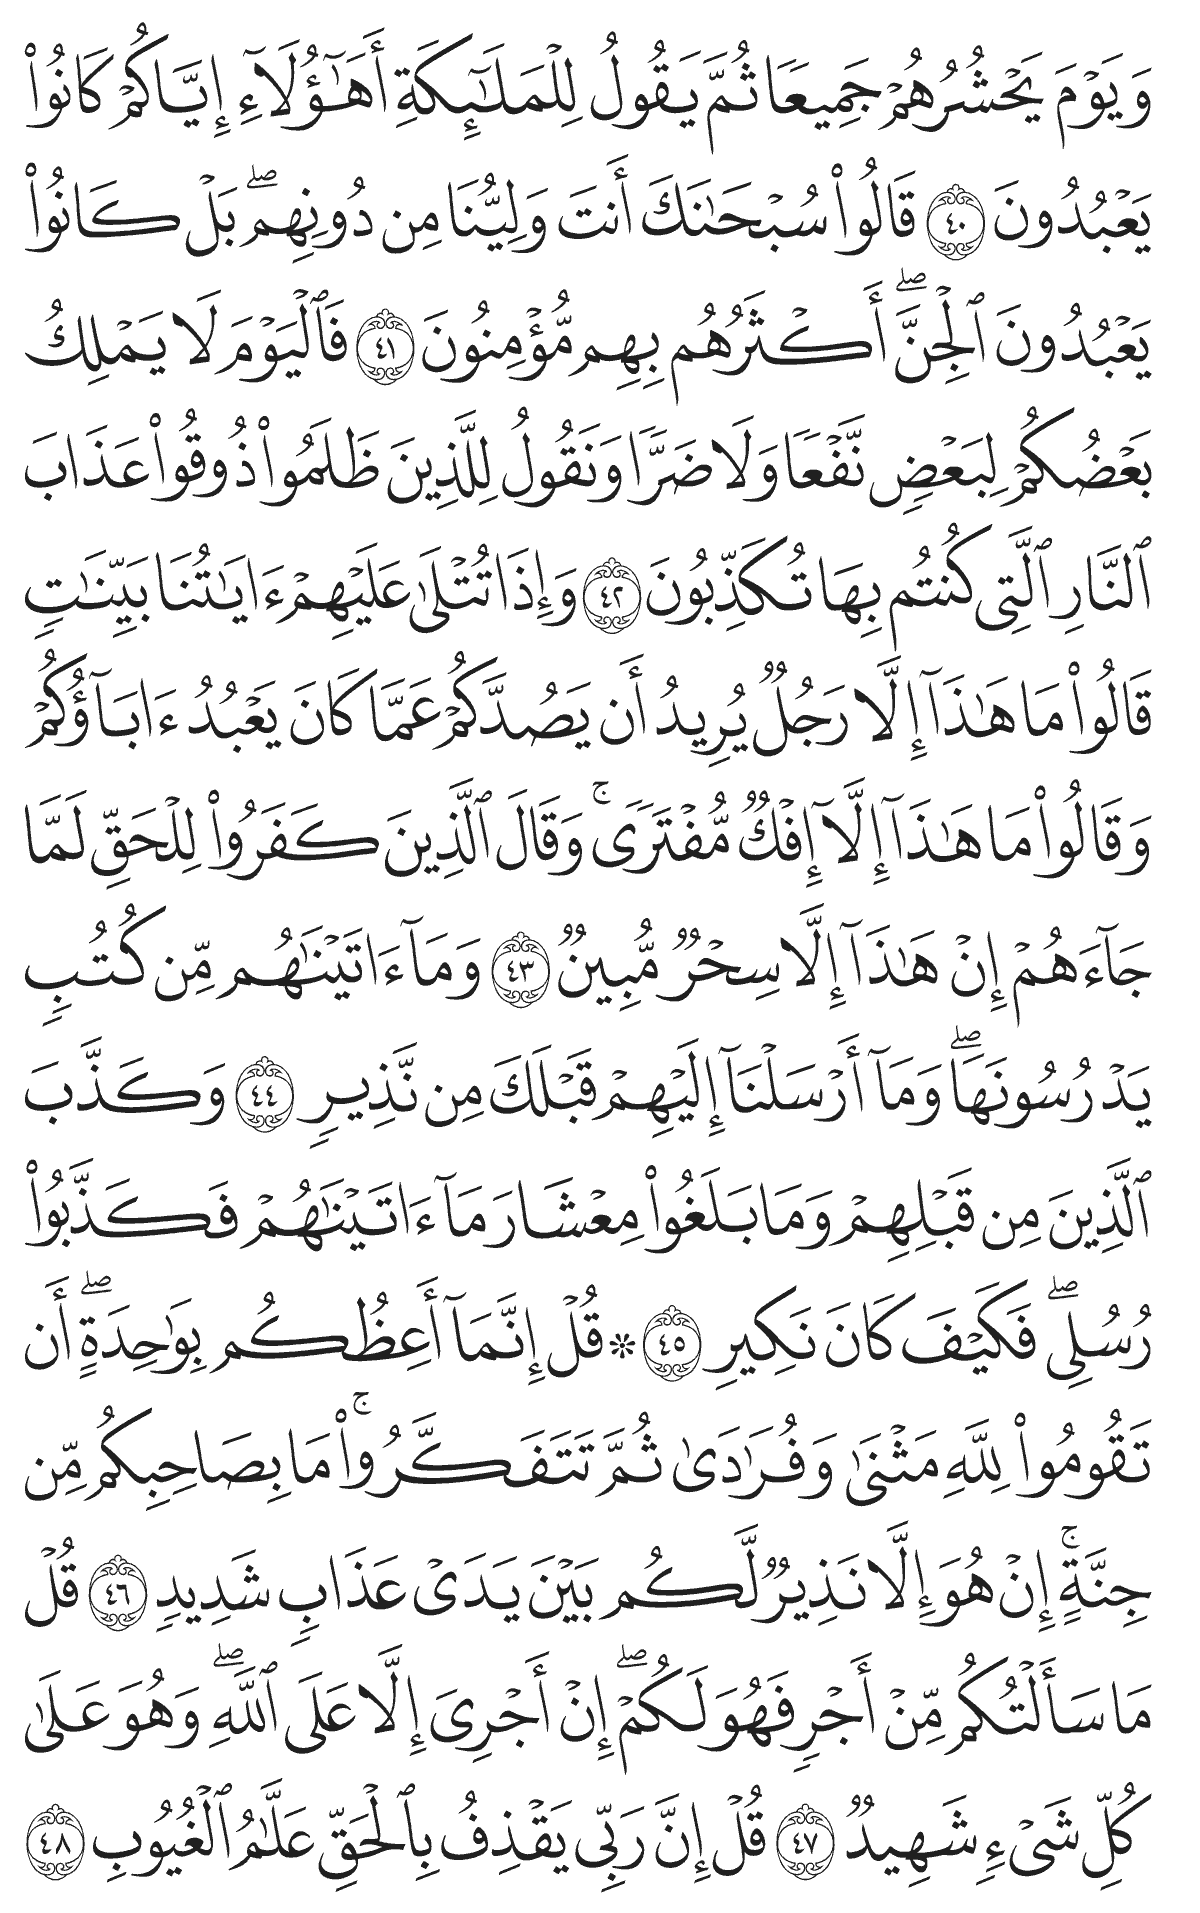 وَيَوۡمَ يَحۡشُرُهُمۡ جَمِيعٗا ثُمَّ يَقُولُ لِلۡمَلَٰٓئِكَةِ أَهَٰٓؤُلَآءِ إِيَّاكُمۡ كَانُواْ
يَعۡبُدُونَ ٤٠ قَالُواْ سُبۡحَٰنَكَ أَنتَ وَلِيُّنَا مِن دُونِهِمۖ بَلۡ كَانُواْ
يَعۡبُدُونَ ٱلۡجِنَّۖ أَكۡثَرُهُم بِهِم مُّؤۡمِنُونَ ٤١ فَٱلۡيَوۡمَ لَا يَمۡلِكُ
بَعۡضُكُمۡ لِبَعۡضٖ نَّفۡعٗا وَلَا ضَرّٗا وَنَقُولُ لِلَّذِينَ ظَلَمُواْ ذُوقُواْ عَذَابَ
ٱلنَّارِ ٱلَّتِي كُنتُم بِهَا تُكَذِّبُونَ ٤٢ وَإِذَا تُتۡلَىٰ عَلَيۡهِمۡ ءَايَٰتُنَا بَيِّنَٰتٖ
قَالُواْ مَا هَٰذَآ إِلَّا رَجُلٞ يُرِيدُ أَن يَصُدَّكُمۡ عَمَّا كَانَ يَعۡبُدُ ءَابَآؤُكُمۡ
وَقَالُواْ مَا هَٰذَآ إِلَّآ إِفۡكٞ مُّفۡتَرٗىۚ وَقَالَ ٱلَّذِينَ كَفَرُواْ لِلۡحَقِّ لَمَّا
جَآءَهُمۡ إِنۡ هَٰذَآ إِلَّا سِحۡرٞ مُّبِينٞ ٤٣ وَمَآ ءَاتَيۡنَٰهُم مِّن كُتُبٖ
يَدۡرُسُونَهَاۖ وَمَآ أَرۡسَلۡنَآ إِلَيۡهِمۡ قَبۡلَكَ مِن نَّذِيرٖ ٤٤ وَكَذَّبَ
ٱلَّذِينَ مِن قَبۡلِهِمۡ وَمَا بَلَغُواْ مِعۡشَارَ مَآ ءَاتَيۡنَٰهُمۡ فَكَذَّبُواْ
رُسُلِيۖ فَكَيۡفَ كَانَ نَكِيرِ ٤٥ ۞ قُلۡ إِنَّمَآ أَعِظُكُم بِوَٰحِدَةٍۖ أَن
تَقُومُواْ لِلَّهِ مَثۡنَىٰ وَفُرَٰدَىٰ ثُمَّ تَتَفَكَّرُواْۚ مَا بِصَاحِبِكُم مِّن
جِنَّةٍۚ إِنۡ هُوَ إِلَّا نَذِيرٞ لَّكُم بَيۡنَ يَدَيۡ عَذَابٖ شَدِيدٖ ٤٦ قُلۡ
مَا سَأَلۡتُكُم مِّنۡ أَجۡرٖ فَهُوَ لَكُمۡۖ إِنۡ أَجۡرِيَ إِلَّا عَلَى ٱللَّهِۖ وَهُوَ عَلَىٰ
كُلِّ شَيۡءٖ شَهِيدٞ ٤٧ قُلۡ إِنَّ رَبِّي يَقۡذِفُ بِٱلۡحَقِّ عَلَّٰمُ ٱلۡغُيُوبِ ٤٨